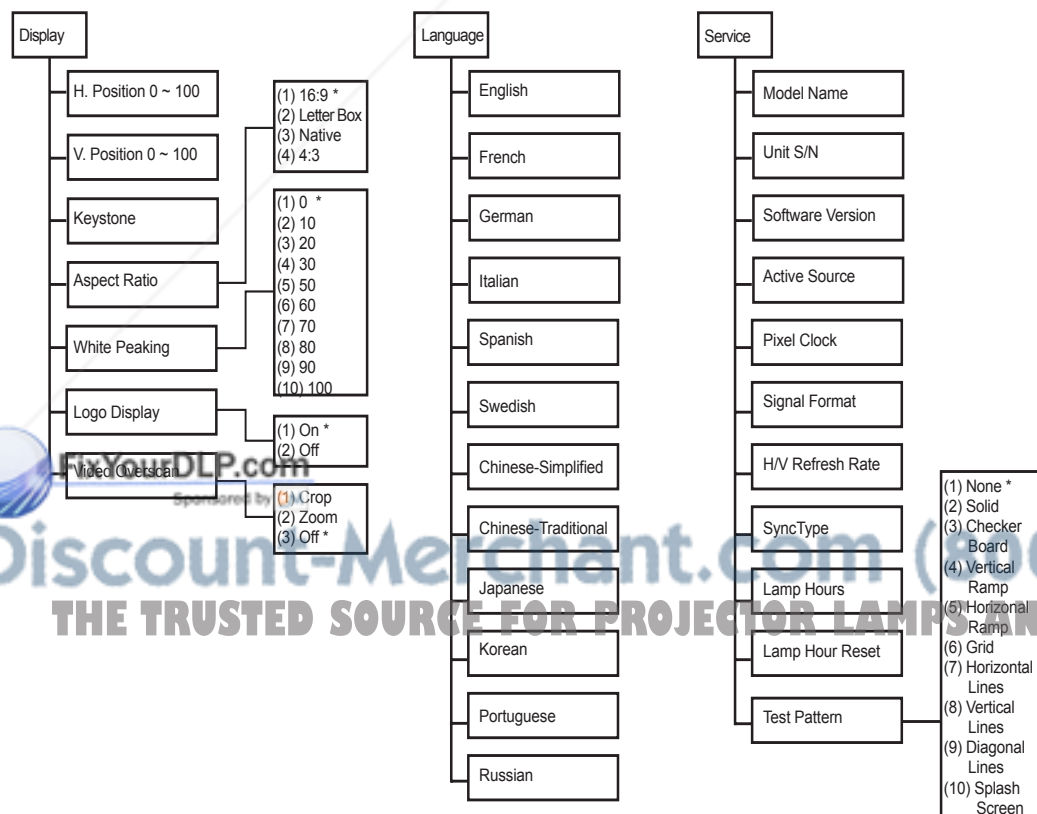 Display
H. Position 0 ~ 100
V. Position 0 ~ 100
Keystone
Aspect Ratio
White Peaking
Logo Display
Video Overscan
(1) 16:9 *
(2) Letter Box
(3) Native
(4) 4:3
(1) 0 *
(2) 10
(3) 20
(4) 30
(5) 50
(6) 60
(7) 70
(8) 80
(9) 90
(10) 100
(1) On *
(2) Off
(1) Crop
(2) Zoom
(3) Off *
Language
English
French
German
Italian
Spanish
Swedish
Chinese-Simplified
Chinese-Traditional
Japanese
Korean
Portuguese
Russian
Service
Model Name
Unit S/N
Software Version
Active Source
Pixel Clock
Signal Format
H/V Refresh Rate
SyncType
Lamp Hours
Lamp Hour Reset
Test Pattern
(1) None *
(2) Solid
(3) Checker
Board
(4) Vertical
Ramp
(5) Horizonal
Ramp
(6) Grid
(7) Horizontal
Lines
(8) Vertical
Lines
(9) Diagonal
Lines
(10) Splash
Screen
FixYourDLP.com
Sponsored by
Discount-Merchant.com (800
THE TRUSTED SOURCE FOR PROJECTOR LAMPS AN